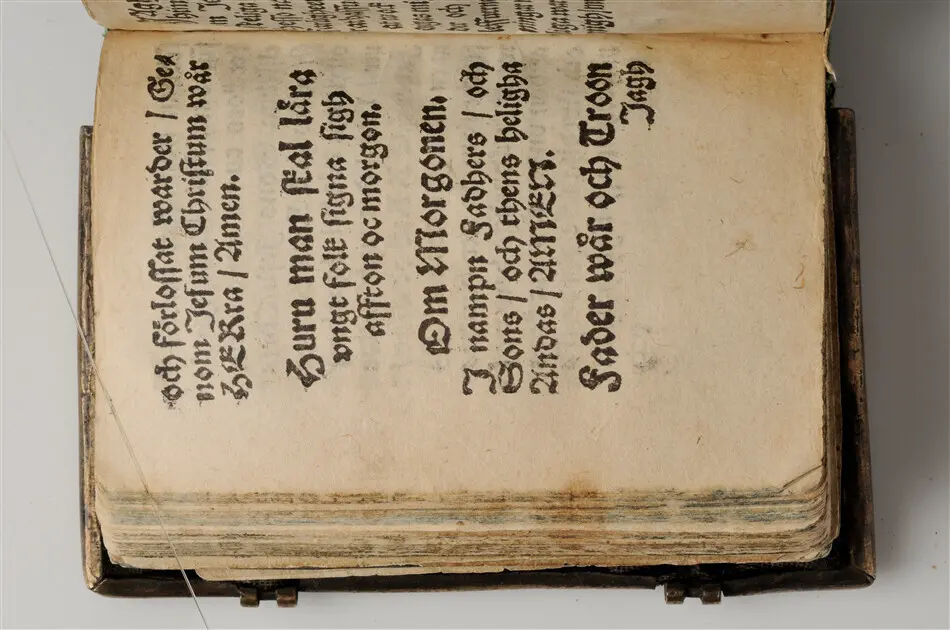 och förlossat warder / Ge-
nom Jesum Christum wår
HERra / Amen.
Huru man skal lära
vngt folk signa sigh
affton oc morgon.
Om Morgonen.
I nampn Fadhers / och
Sons / och thens heligha
Andas / AMEN.
Fader wår och Troon
Jagh